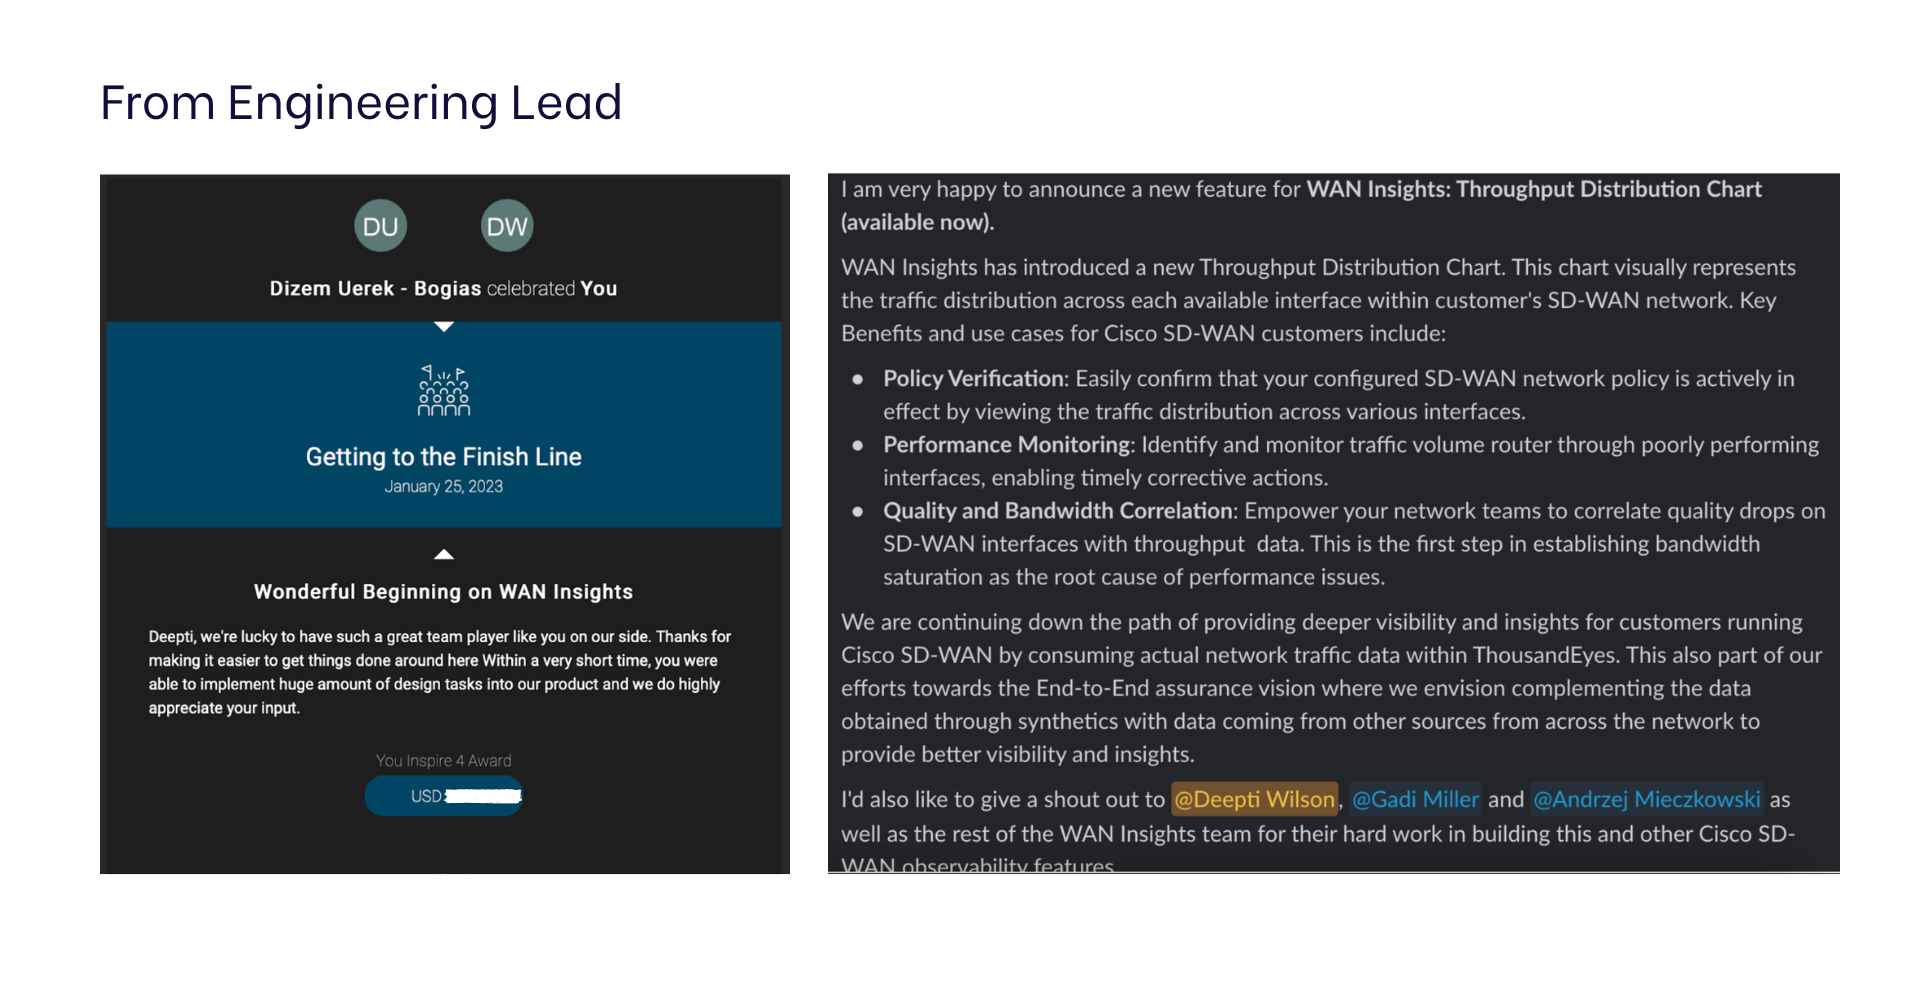 From Engineering Lead
DU DW
Dizem Uerek - Bogias celebrated You
Getting to the Finish Line
January 25, 2023
Wonderful Beginning on WAN Insights
Deepti, we're lucky to have such a great team player like you on our side. Thanks for
making it easier to get things done around here Within a very short time, you were
able to implement huge amount of design tasks into our product and we do highly
appreciate your input.
You Inspire 4 Award
USD
I am very happy to announce a new feature for WAN Insights: Throughput Distribution Chart
(available now).
WAN Insights has introduced a new Throughput Distribution Chart. This chart visually represents
the traffic distribution across each available interface within customer's SD-WAN network. Key
Benefits and use cases for Cisco SD-WAN customers include:
● Policy Verification: Easily confirm that your configured SD-WAN network policy is actively in
effect by viewing the traffic distribution across various interfaces.
● Performance Monitoring: Identify and monitor traffic volume router through poorly performing
interfaces, enabling timely corrective actions.
● Quality and Bandwidth Correlation: Empower your network teams to correlate quality drops on
SD-WAN interfaces with throughput data. This is the first step in establishing bandwidth
saturation as the root cause of performance issues.
We are continuing down the path of providing deeper visibility and insights for customers running
Cisco SD-WAN by consuming actual network traffic data within ThousandEyes. This also part of our
efforts towards the End-to-End assurance vision where we envision complementing the data
obtained through synthetics with data coming from other sources from across the network to
provide better visibility and insights.
I'd also like to give a shout out to @Deepti Wilson, @Gadi Miller and @Andrzej Mieczkowski as
well as the rest of the WAN Insights team for their hard work in building this and other Cisco SD-
WAN observability features